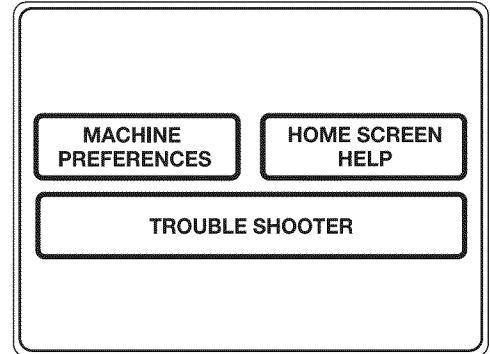 MACHINE
PREFERENCES
HOME SCREEN
HELP
TROUBLE SHOOTER